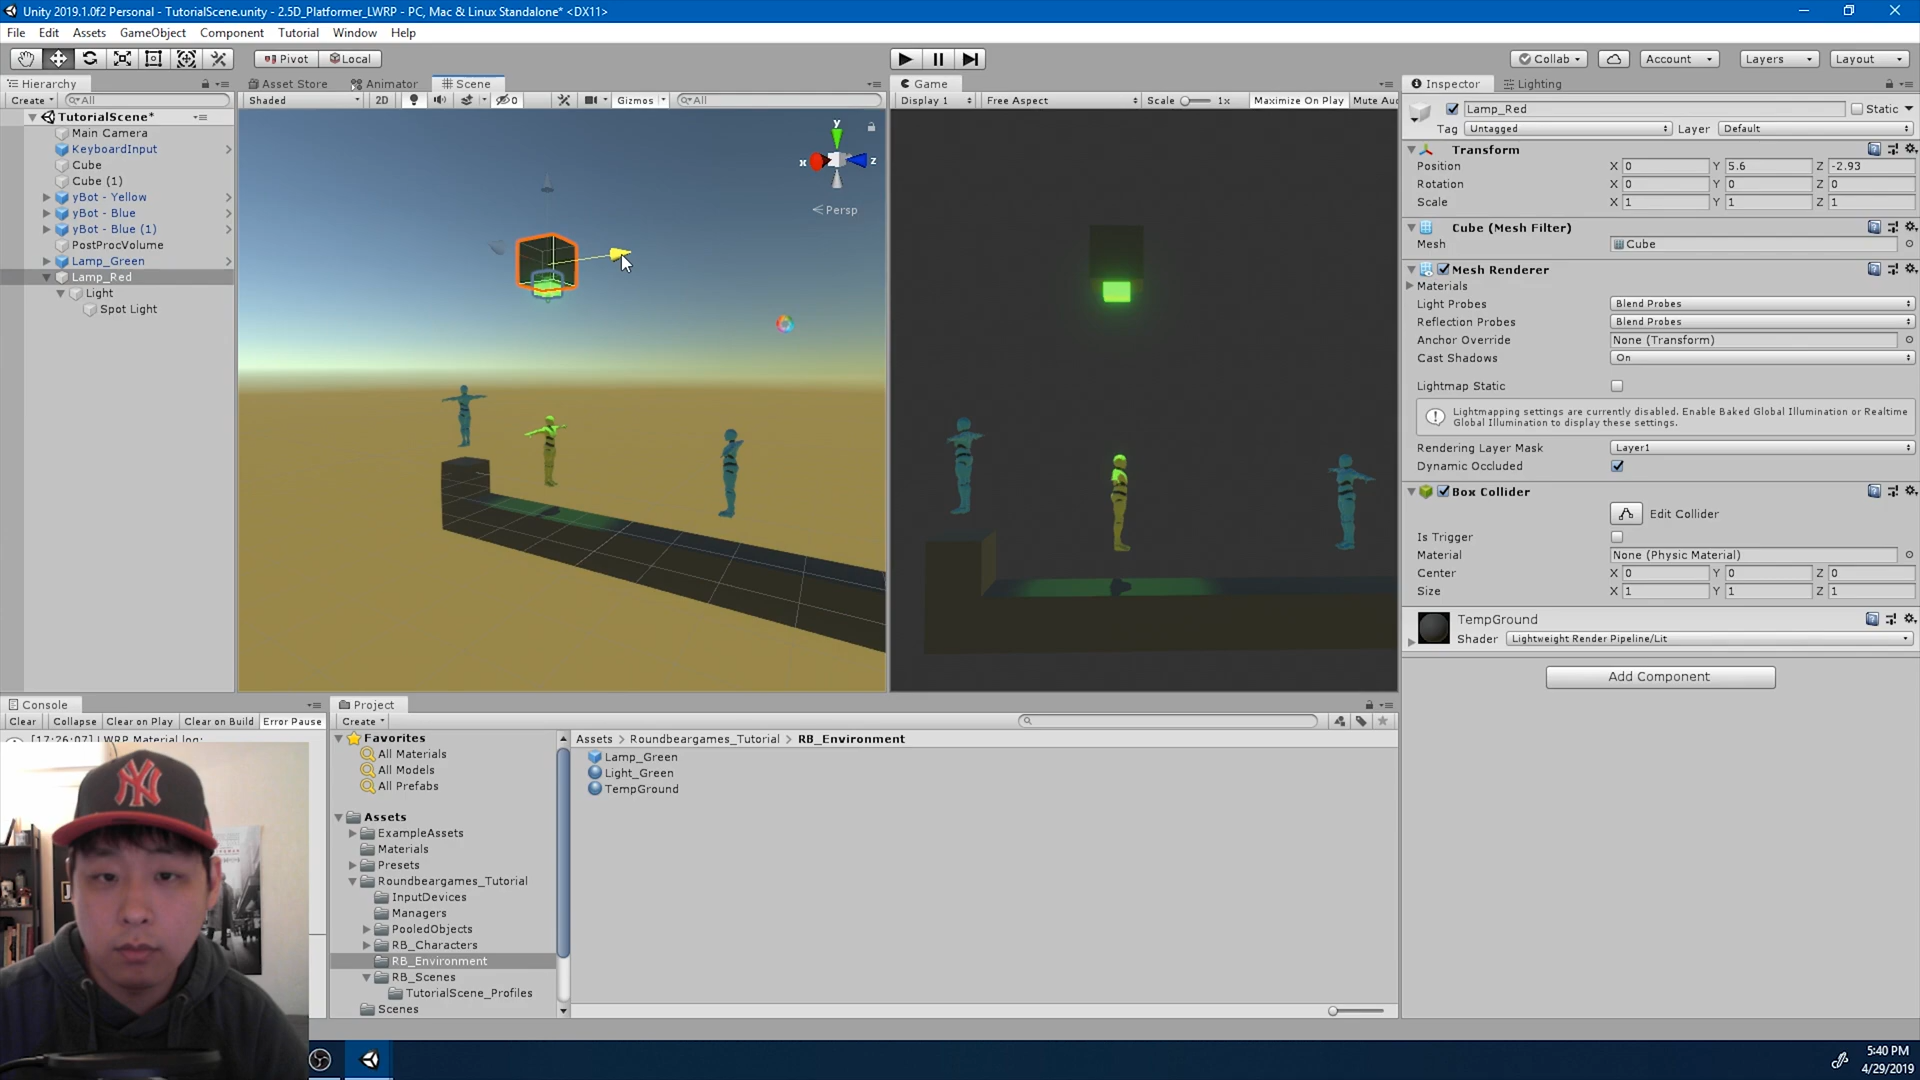 Unity 2019.1.0f2 Personal - TutorialScene.unity - 2.5D_Platformer_LWRP - PC, Mac & Linux Standalone* <DX11>
File Edit Assets GameObject Component Tutorial Window Help
Pivot Local Collab Account Layers Layout
Hierarchy Asset Store Animator Scene Game Inspector Lighting
Create All Shaded 2D 0 Gizmos All Display 1 Free Aspect Scale 1x Maximize On Play Mute Au
TutorialScene*
Main Camera
KeyboardInput
Cube
Cube (1)
yBot - Yellow
yBot - Blue
yBot - Blue (1)
PostProcVolume
Lamp_Green
Lamp_Red
Light
Spot Light
y
x z
Persp
Lamp_Red Static
Tag Untagged Layer Default
Transform
Position X 0 Y 5.6 Z -2.93
Rotation X 0 Y 0 Z 0
Scale X 1 Y 1 Z 1
Cube (Mesh Filter)
Mesh Cube
Mesh Renderer
Materials
Light Probes Blend Probes
Reflection Probes Blend Probes
Anchor Override None (Transform)
Cast Shadows On
Lightmap Static
Lightmapping settings are currently disabled. Enable Baked Global Illumination or Realtime
Global Illumination to display these settings.
Rendering Layer Mask Layer1
Dynamic Occluded
Box Collider
Edit Collider
Is Trigger
Material None (Physic Material)
Center X 0 Y 0 Z 0
Size X 1 Y 1 Z 1
TempGround
Shader Lightweight Render Pipeline/Lit
Add Component
Console
Clear Collapse Clear on Play Clear on Build Error Pause
[17:26:07] LWRP Material log:
Project
Create
Favorites
All Materials
All Models
All Prefabs
Assets
ExampleAssets
Materials
Presets
Roundbeargames_Tutorial
InputDevices
Managers
PooledObjects
RB_Characters
RB_Environment
RB_Scenes
TutorialScene_Profiles
Scenes
Assets > Roundbeargames_Tutorial > RB_Environment
Lamp_Green
Light_Green
TempGround
NY
5:40 PM
4/29/2019